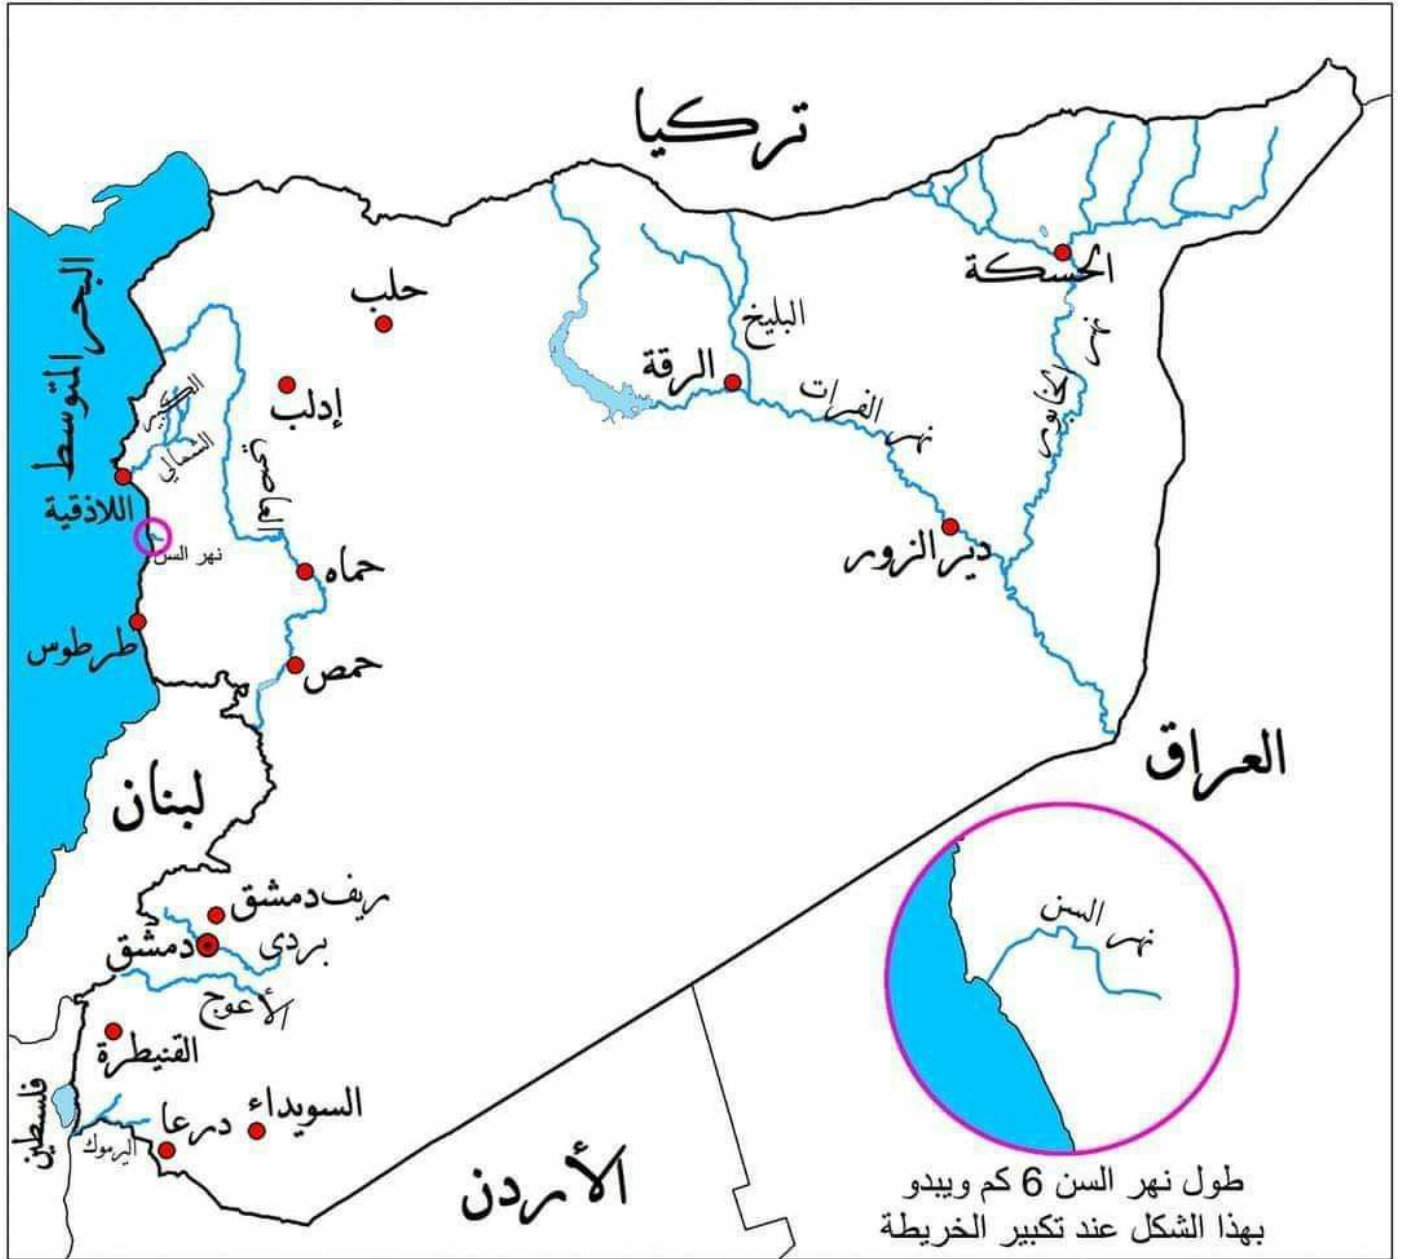 تركيا
البحر المتوسط
حلب
الحسكة
البليخ
نهر الخابور
إدلب
الرقة
نهر الفرات
الكبير الشمالي
العاصي
اللاذقية
نهر السن
دير الزور
حماه
طرطوس
حمص
العراق
لبنان
ريف دمشق
دمشق
بردى
الأعوج
القنيطرة
فلسطين
السويداء
درعا
اليرموك
الأردن
نهر السن
طول نهر السن 6 كم ويبدو
بهذا الشكل عند تكبير الخريطة